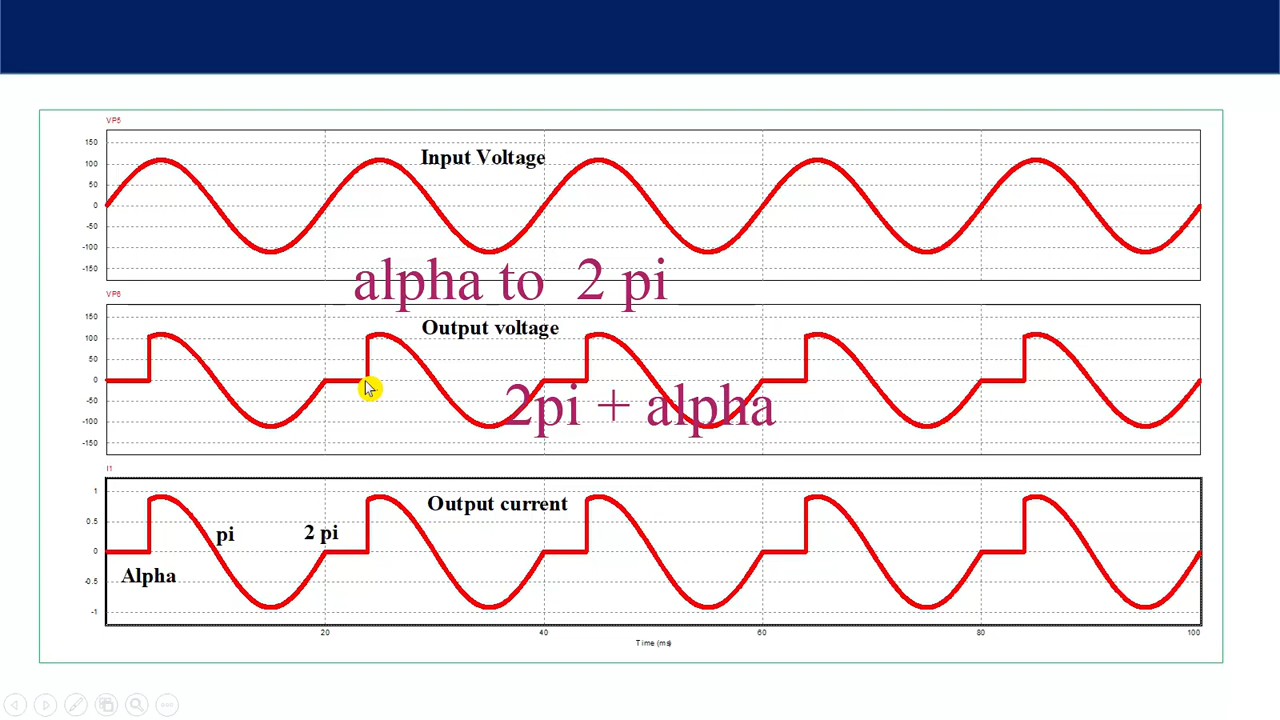 VP5
150
100
50
0
-50
-100
-150
Input Voltage
alpha to 2 pi
VP6
150
100
50
0
-50
-100
-150
Output voltage
2pi + alpha
I1
1
0.5
0
-0.5
-1
Output current
pi
2 pi
Alpha
20 40 60 80 100
Time (ms)